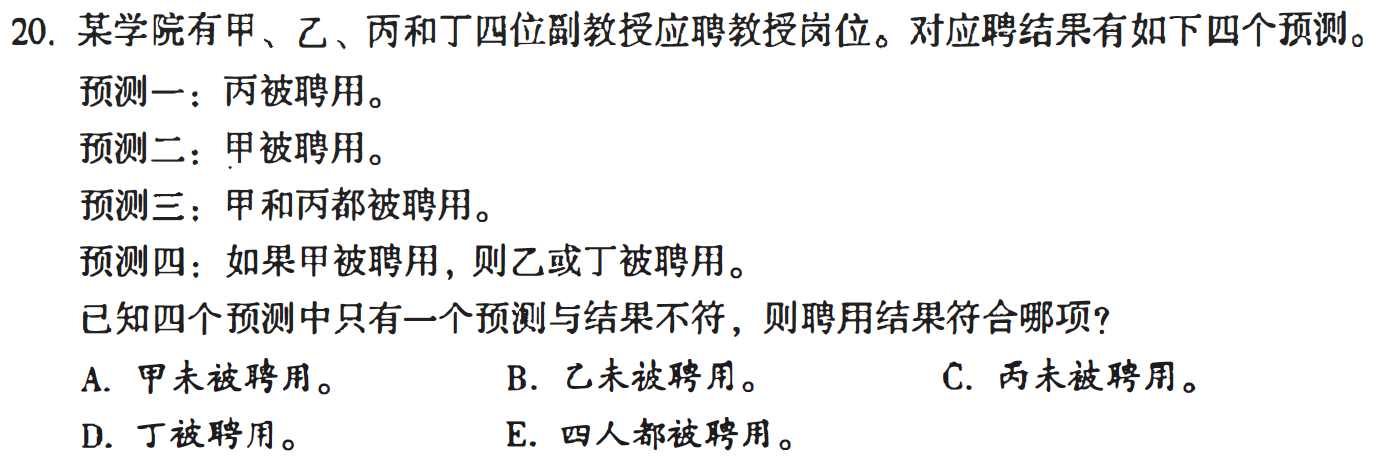 20. 某学院有甲、乙、丙和丁四位副教授应聘教授岗位。对应聘结果有如下四个预测。
预测一：丙被聘用。
预测二：甲被聘用。
预测三：甲和丙都被聘用。
预测四：如果甲被聘用，则乙或丁被聘用。
已知四个预测中只有一个预测与结果不符，则聘用结果符合哪项？
A. 甲未被聘用。 B. 乙未被聘用。 C. 丙未被聘用。
D. 丁被聘用。 E. 四人都被聘用。